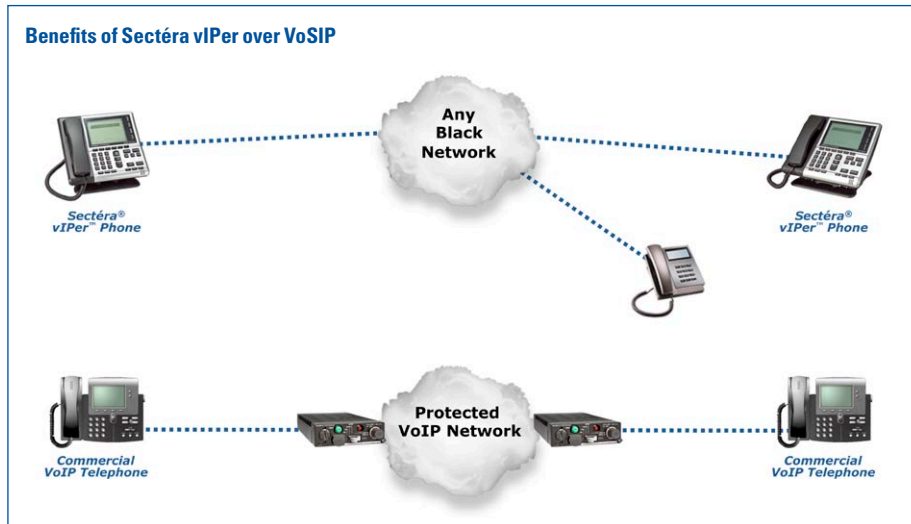 Benefits of Sectéra vIPer over VoSIP
Any
Black
Network
Sectéra®
vIPer™ Phone
Sectéra®
vIPer™ Phone
Protected
VoIP Network
Commercial
VoIP Telephone
Commercial
VoIP Telephone